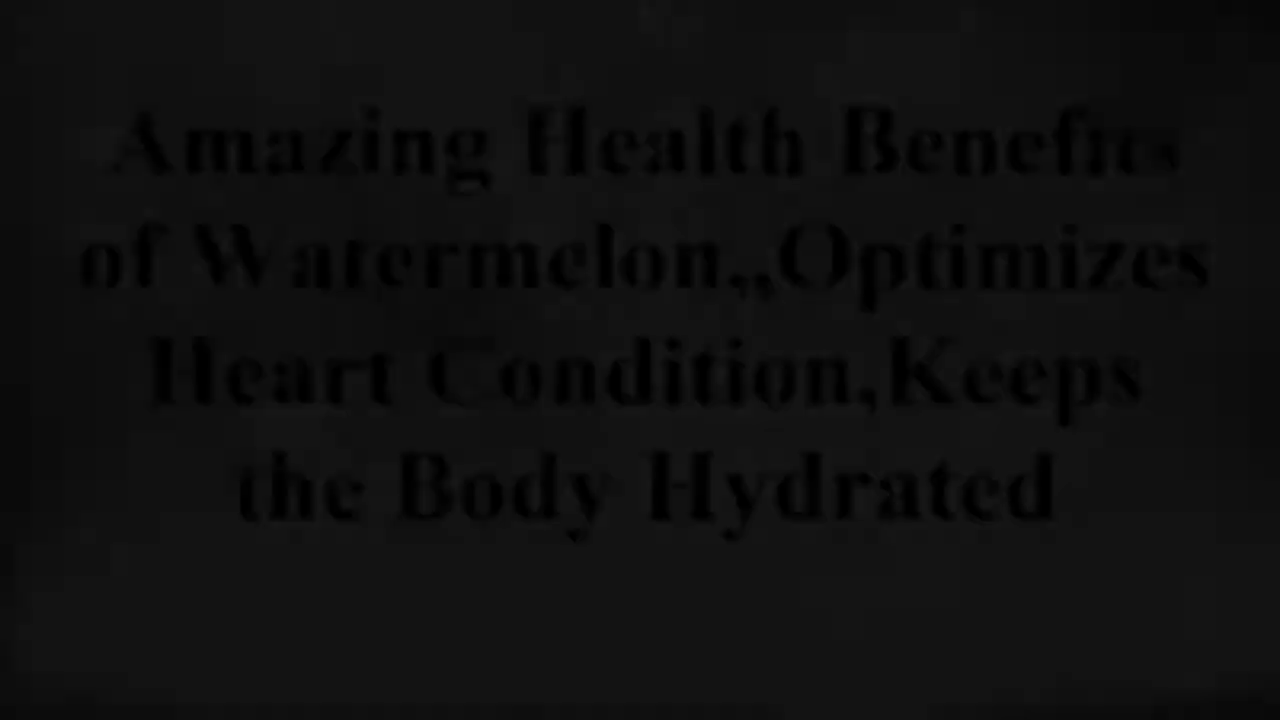 Amazing Health Benefits
of Watermelon,,Optimizes
Heart Condition,Keeps
the Body Hydrated